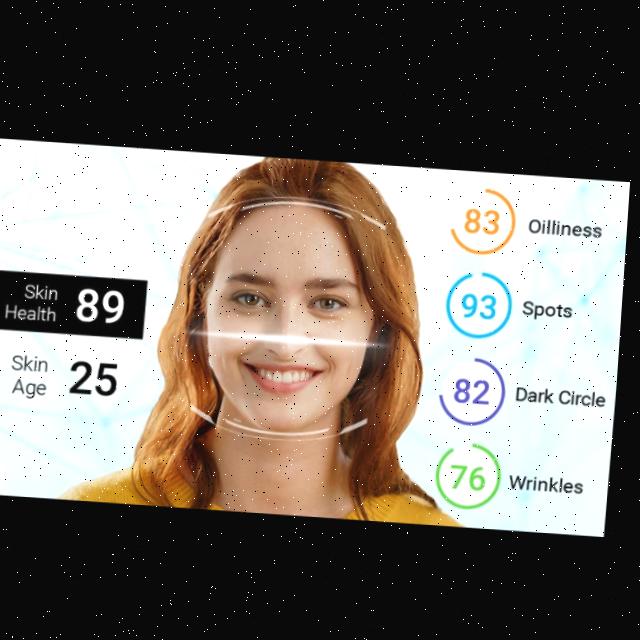 Skin
Health
89
Skin
Age
25
83
Oilliness
93
Spots
82
Dark Circle
76
Wrinkles